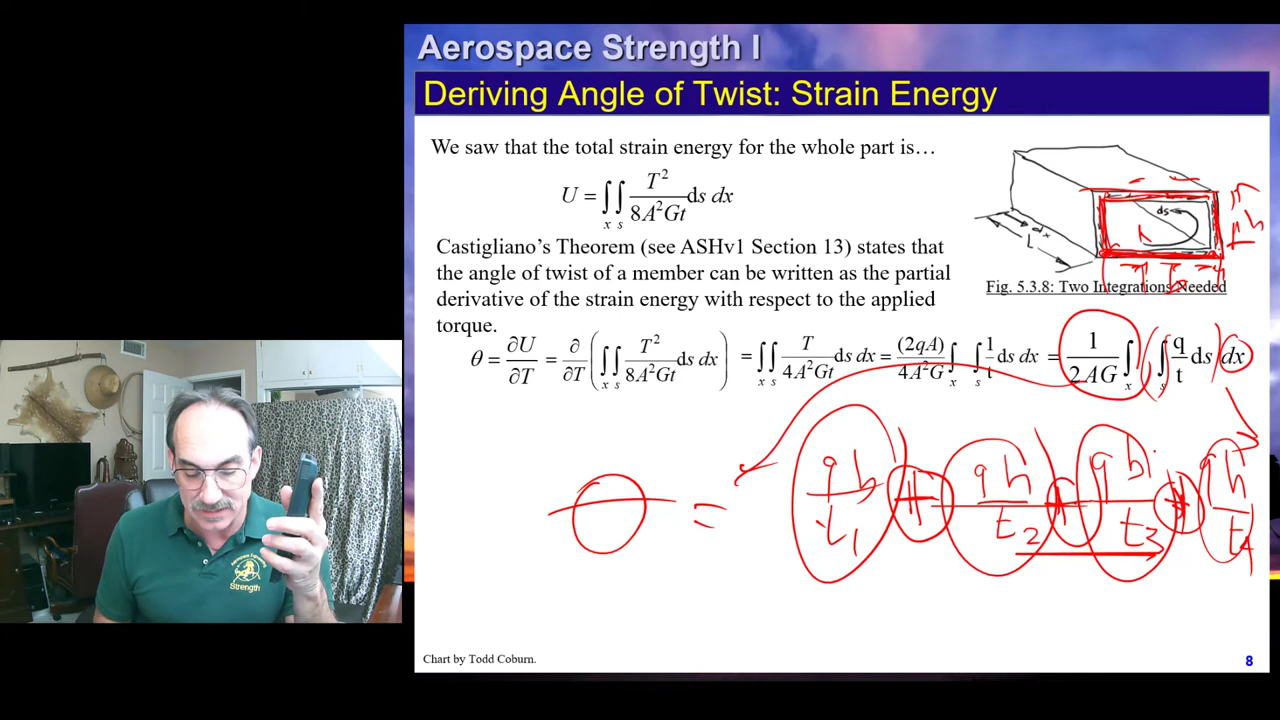 Aerospace Strength I
Deriving Angle of Twist: Strain Energy
We saw that the total strain energy for the whole part is…
U = ∬ₓ ₛ T²/8A²Gt ds dx
Castigliano’s Theorem (see ASHv1 Section 13) states that
the angle of twist of a member can be written as the partial
derivative of the strain energy with respect to the applied
torque.
ds
dx
L
h
b
Fig. 5.3.8: Two Integrations Needed
θ = ∂U/∂T = ∂/∂T (∬ₓ ₛ T²/8A²Gt ds dx) = ∬ₓ ₛ T/4A²Gt ds dx = (2qA)/4A²G ∫ₓ ∫ₛ 1/t ds dx = 1/2AG ∫ₓ (∫ₛ q/t ds) dx
θ = qb/t₁ + qh/t₂ + qb/t₃ + qh/t₄
Aerospace Engineering
Strength
Chart by Todd Coburn.
8